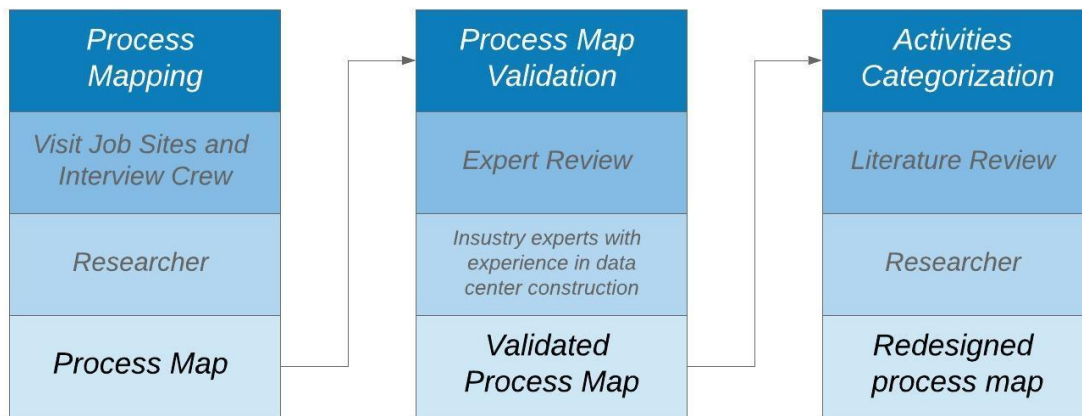 Process
Mapping
Visit Job Sites and
Interview Crew
Researcher
Process Map
Process Map
Validation
Expert Review
Insustry experts with
experience in data
center construction
Validated
Process Map
Activities
Categorization
Literature Review
Researcher
Redesigned
process map